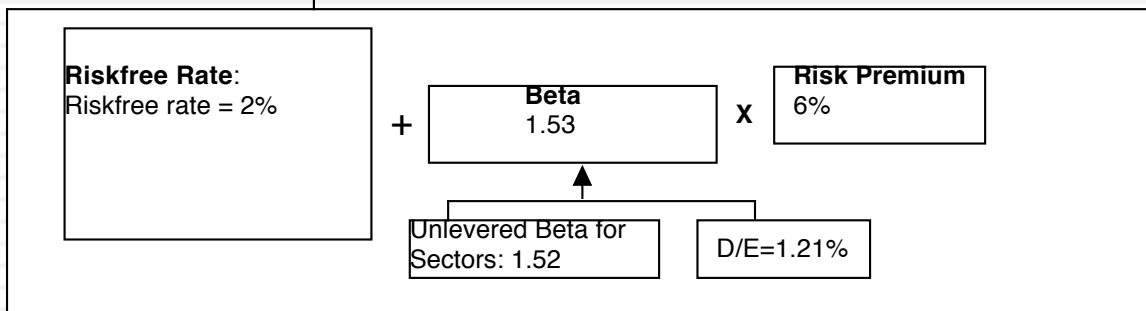 Riskfree Rate:
Riskfree rate = 2%
+
Beta
1.53
X
Risk Premium
6%
Unlevered Beta for
Sectors: 1.52
D/E=1.21%